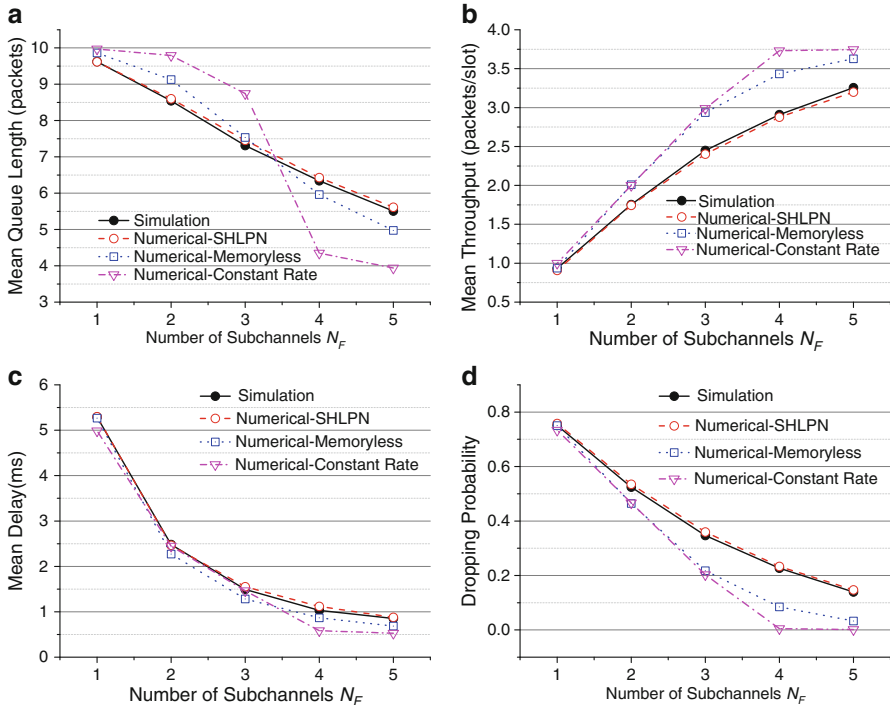 a
Mean Queue Length (packets)
10
9
8
7
6
5
4
3
Simulation
Numerical-SHLPN
Numerical-Memoryless
Numerical-Constant Rate
1 2 3 4 5
Number of Subchannels N_F
b
Mean Throughput (packets/slot)
4.0
3.5
3.0
2.5
2.0
1.5
1.0
0.5
Simulation
Numerical-SHLPN
Numerical-Memoryless
Numerical-Constant Rate
1 2 3 4 5
Number of Subchannels N_F
c
Mean Delay(ms)
6
5
4
3
2
1
0
Simulation
Numerical-SHLPN
Numerical-Memoryless
Numerical-Constant Rate
1 2 3 4 5
Number of Subchannels N_F
d
Dropping Probability
0.8
0.6
0.4
0.2
0.0
Simulation
Numerical-SHLPN
Numerical-Memoryless
Numerical-Constant Rate
1 2 3 4 5
Number of Subchannels N_F